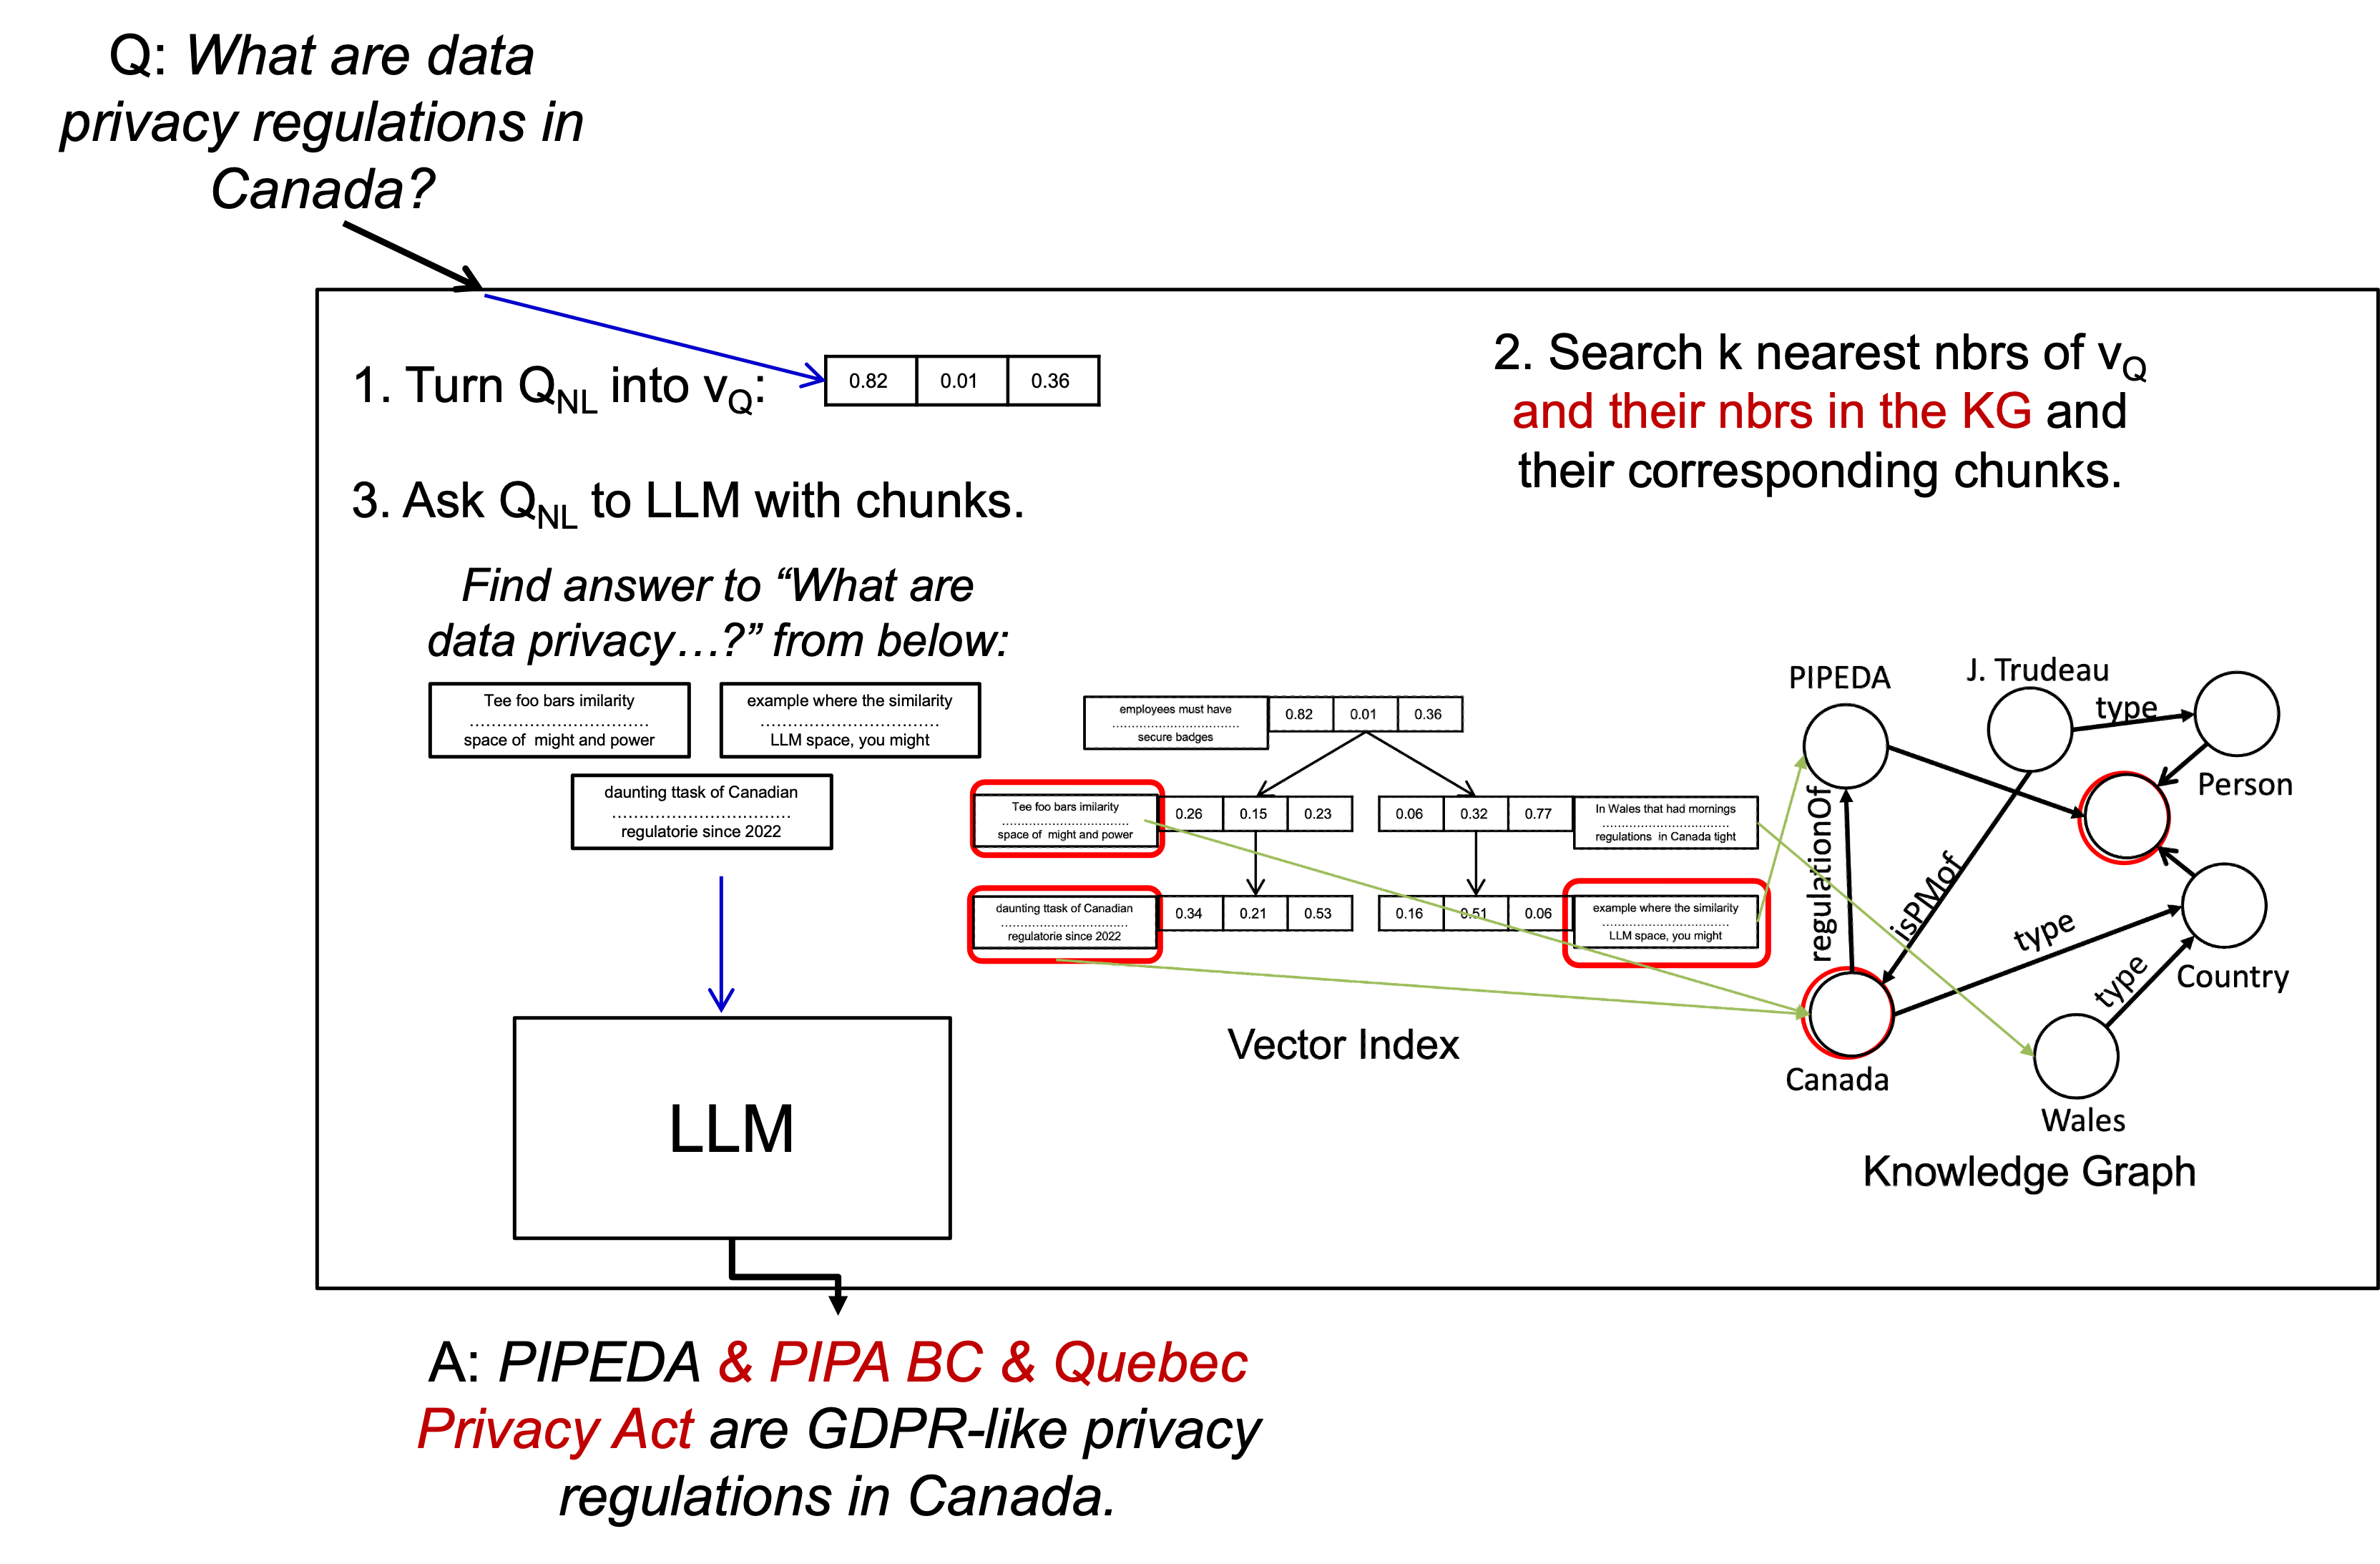 Q: What are data
privacy regulations in
Canada?
1. Turn QNL into vQ:
0.82 0.01 0.36
2. Search k nearest nbrs of vQ
and their nbrs in the KG and
their corresponding chunks.
3. Ask QNL to LLM with chunks.
Find answer to “What are
data privacy…?” from below:
Tee foo bars imilarity
……………………………
space of might and power
example where the similarity
……………………………
LLM space, you might
daunting ttask of Canadian
……………………………
regulatorie since 2022
LLM
employees must have
……………………………
secure badges
0.82 0.01 0.36
Tee foo bars imilarity
……………………………
space of might and power
0.26 0.15 0.23
0.06 0.32 0.77
In Wales that had mornings
……………………………
regulations in Canada tight
daunting ttask of Canadian
……………………………
regulatorie since 2022
0.34 0.21 0.53
0.16 0.51 0.06
example where the similarity
……………………………
LLM space, you might
Vector Index
PIPEDA
J. Trudeau
type
Person
regulationOf
isPMof
type
Country
type
Canada
Wales
Knowledge Graph
A: PIPEDA & PIPA BC & Quebec
Privacy Act are GDPR-like privacy
regulations in Canada.